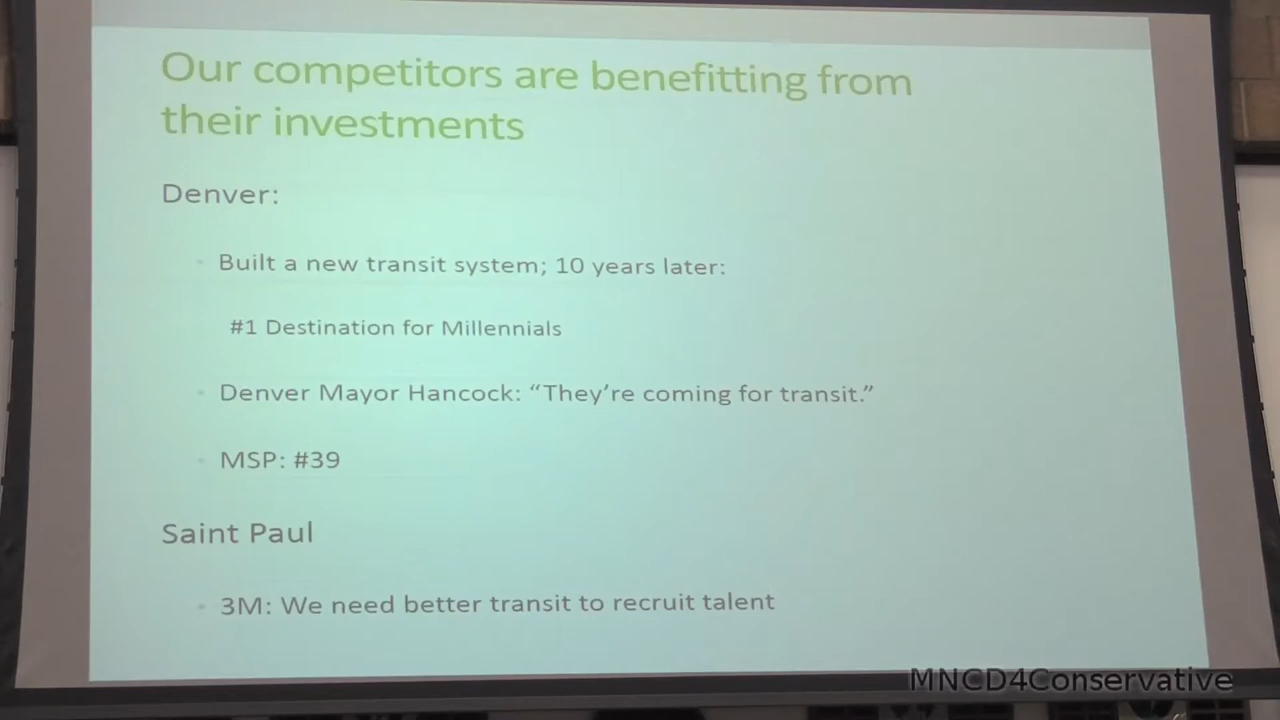 Our competitors are benefitting from
their investments
Denver:
Built a new transit system; 10 years later:
#1 Destination for Millennials
Denver Mayor Hancock: “They’re coming for transit.”
MSP: #39
Saint Paul
3M: We need better transit to recruit talent
MNCD4Conservative